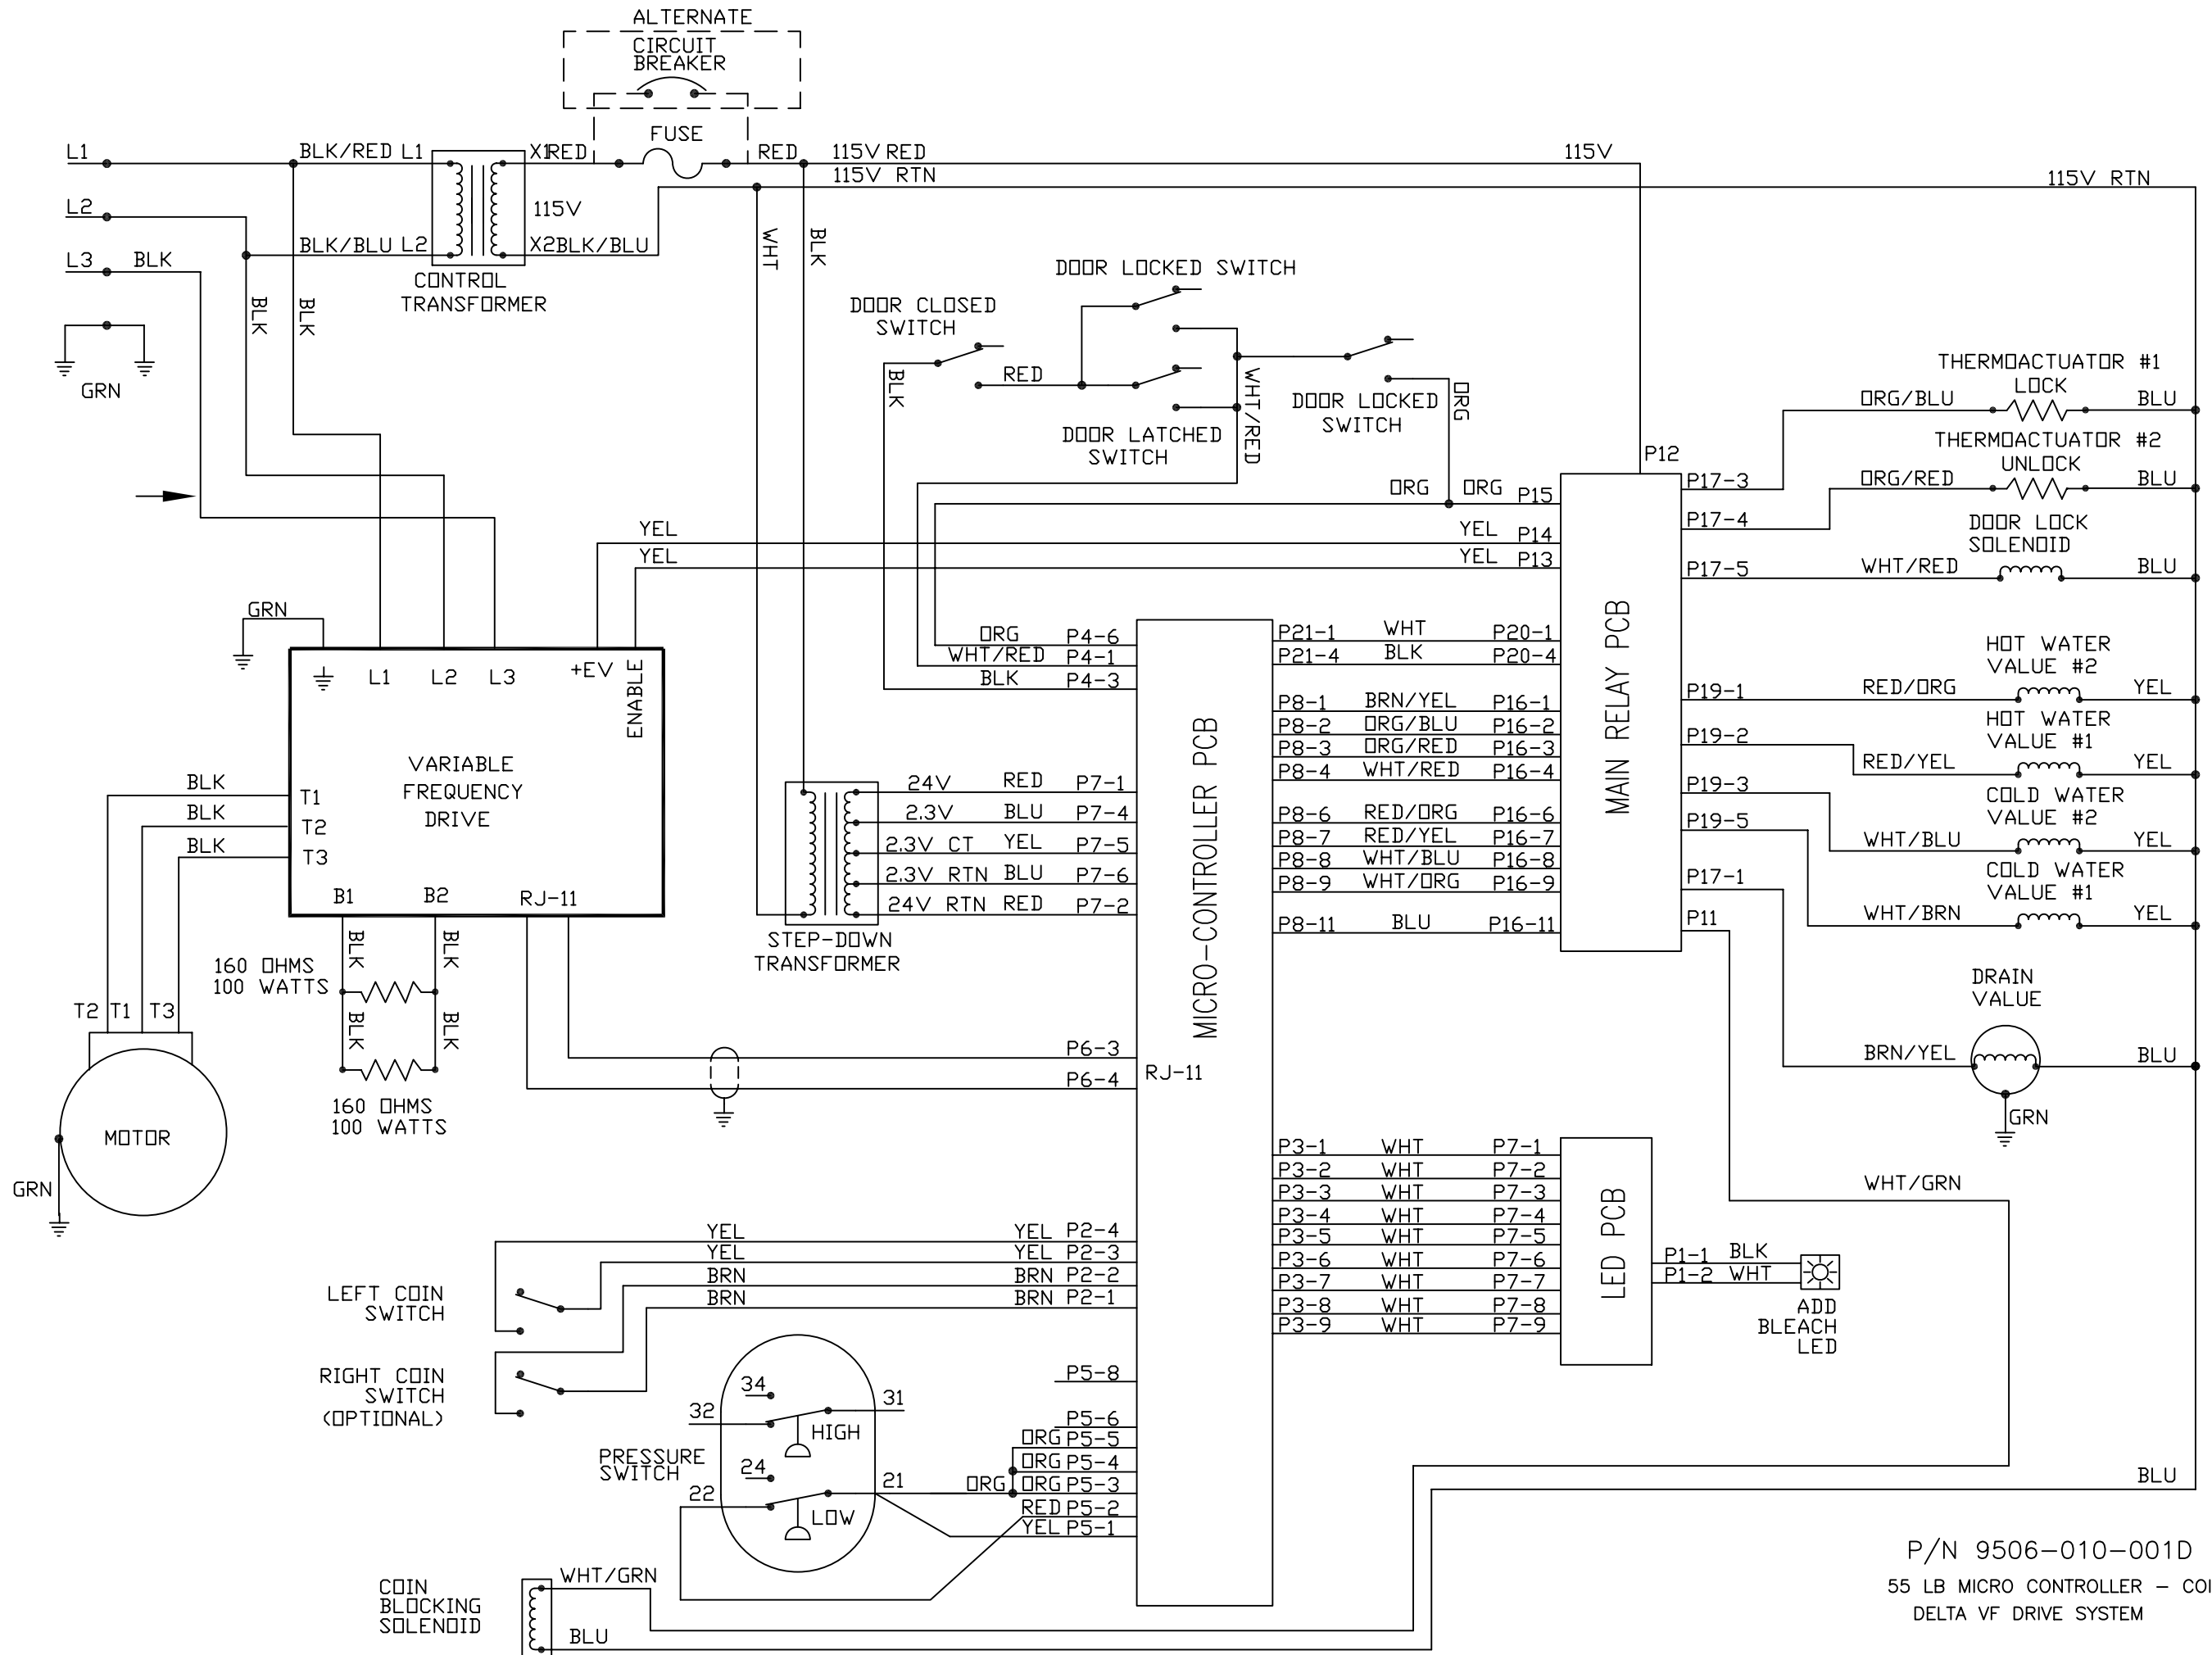 ALTERNATE
CIRCUIT
BREAKER
FUSE
L1
BLK/RED L1
X1
RED
RED
115V RED
115V
115V RTN
115V RTN
L2
115V
BLK/BLU L2
X2
BLK/BLU
L3
BLK
CONTROL
TRANSFORMER
BLK
BLK
WHT
BLK
GRN
DOOR LOCKED SWITCH
DOOR CLOSED
SWITCH
BLK
RED
WHT/RED
DOOR LATCHED
SWITCH
DOOR LOCKED
SWITCH
ORG
THERMOACTUATOR #1
LOCK
ORG/BLU
BLU
THERMOACTUATOR #2
UNLOCK
ORG/RED
BLU
DOOR LOCK
SOLENOID
WHT/RED
BLU
P12
P17-3
P17-4
P17-5
ORG
ORG
P15
YEL
YEL
P14
YEL
YEL
P13
MAIN RELAY PCB
GRN
L1
L2
L3
+EV
ENABLE
VARIABLE
FREQUENCY
DRIVE
BLK
T1
BLK
T2
BLK
T3
B1
B2
RJ-11
ORG
P4-6
WHT/RED
P4-1
BLK
P4-3
P21-1
WHT
P20-1
P21-4
BLK
P20-4
P8-1
BRN/YEL
P16-1
P8-2
ORG/BLU
P16-2
P8-3
ORG/RED
P16-3
P8-4
WHT/RED
P16-4
P8-6
RED/ORG
P16-6
P8-7
RED/YEL
P16-7
P8-8
WHT/BLU
P16-8
P8-9
WHT/ORG
P16-9
P8-11
BLU
P16-11
MICRO-CONTROLLER PCB
24V
RED
P7-1
2.3V
BLU
P7-4
2.3V CT
YEL
P7-5
2.3V RTN
BLU
P7-6
24V RTN
RED
P7-2
STEP-DOWN
TRANSFORMER
HOT WATER
VALUE #2
P19-1
RED/ORG
YEL
HOT WATER
VALUE #1
P19-2
RED/YEL
YEL
COLD WATER
VALUE #2
P19-3
P19-5
WHT/BLU
YEL
COLD WATER
VALUE #1
P17-1
P11
WHT/BRN
YEL
DRAIN
VALUE
BRN/YEL
BLU
GRN
BLK
BLK
160 OHMS
100 WATTS
BLK
BLK
160 OHMS
100 WATTS
T2
T1
T3
MOTOR
GRN
P6-3
P6-4
RJ-11
P3-1
WHT
P7-1
P3-2
WHT
P7-2
P3-3
WHT
P7-3
P3-4
WHT
P7-4
P3-5
WHT
P7-5
P3-6
WHT
P7-6
P3-7
WHT
P7-7
P3-8
WHT
P7-8
P3-9
WHT
P7-9
LED PCB
P1-1
BLK
P1-2
WHT
ADD
BLEACH
LED
WHT/GRN
YEL
YEL
P2-4
YEL
YEL
P2-3
BRN
BRN
P2-2
BRN
BRN
P2-1
LEFT COIN
SWITCH
RIGHT COIN
SWITCH
(OPTIONAL)
34
31
32
HIGH
PRESSURE
SWITCH
24
21
22
LOW
P5-8
P5-6
ORG
P5-5
ORG
P5-4
ORG
ORG
P5-3
RED
P5-2
YEL
P5-1
COIN
BLOCKING
SOLENOID
WHT/GRN
BLU
BLU
P/N 9506-010-001D
55 LB MICRO CONTROLLER - COI
DELTA VF DRIVE SYSTEM